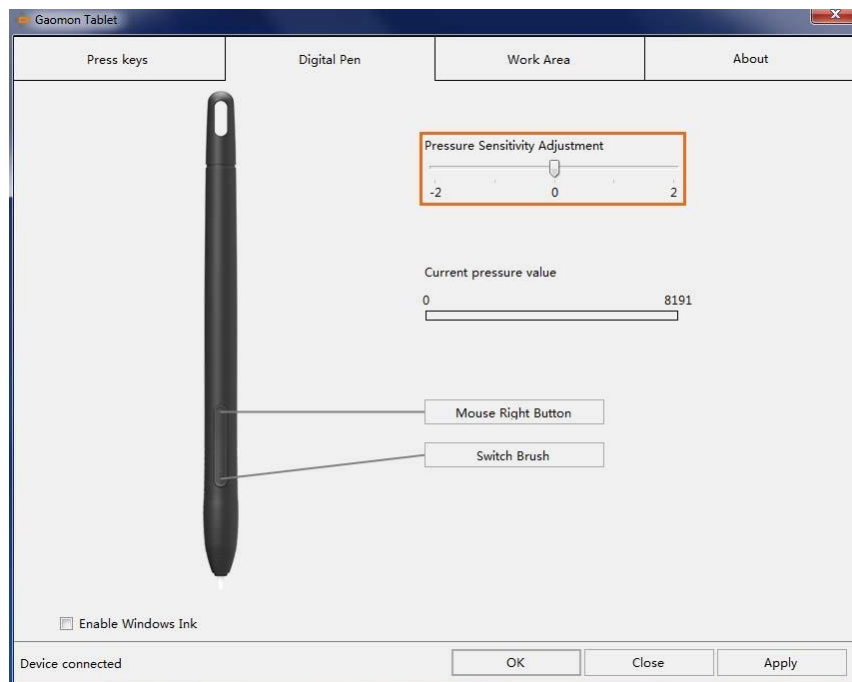 Gaomon Tablet
Press keys
Digital Pen
Work Area
About
Pressure Sensitivity Adjustment
-2 0 2
Current pressure value
0 8191
Mouse Right Button
Switch Brush
Enable Windows Ink
Device connected
OK
Close
Apply